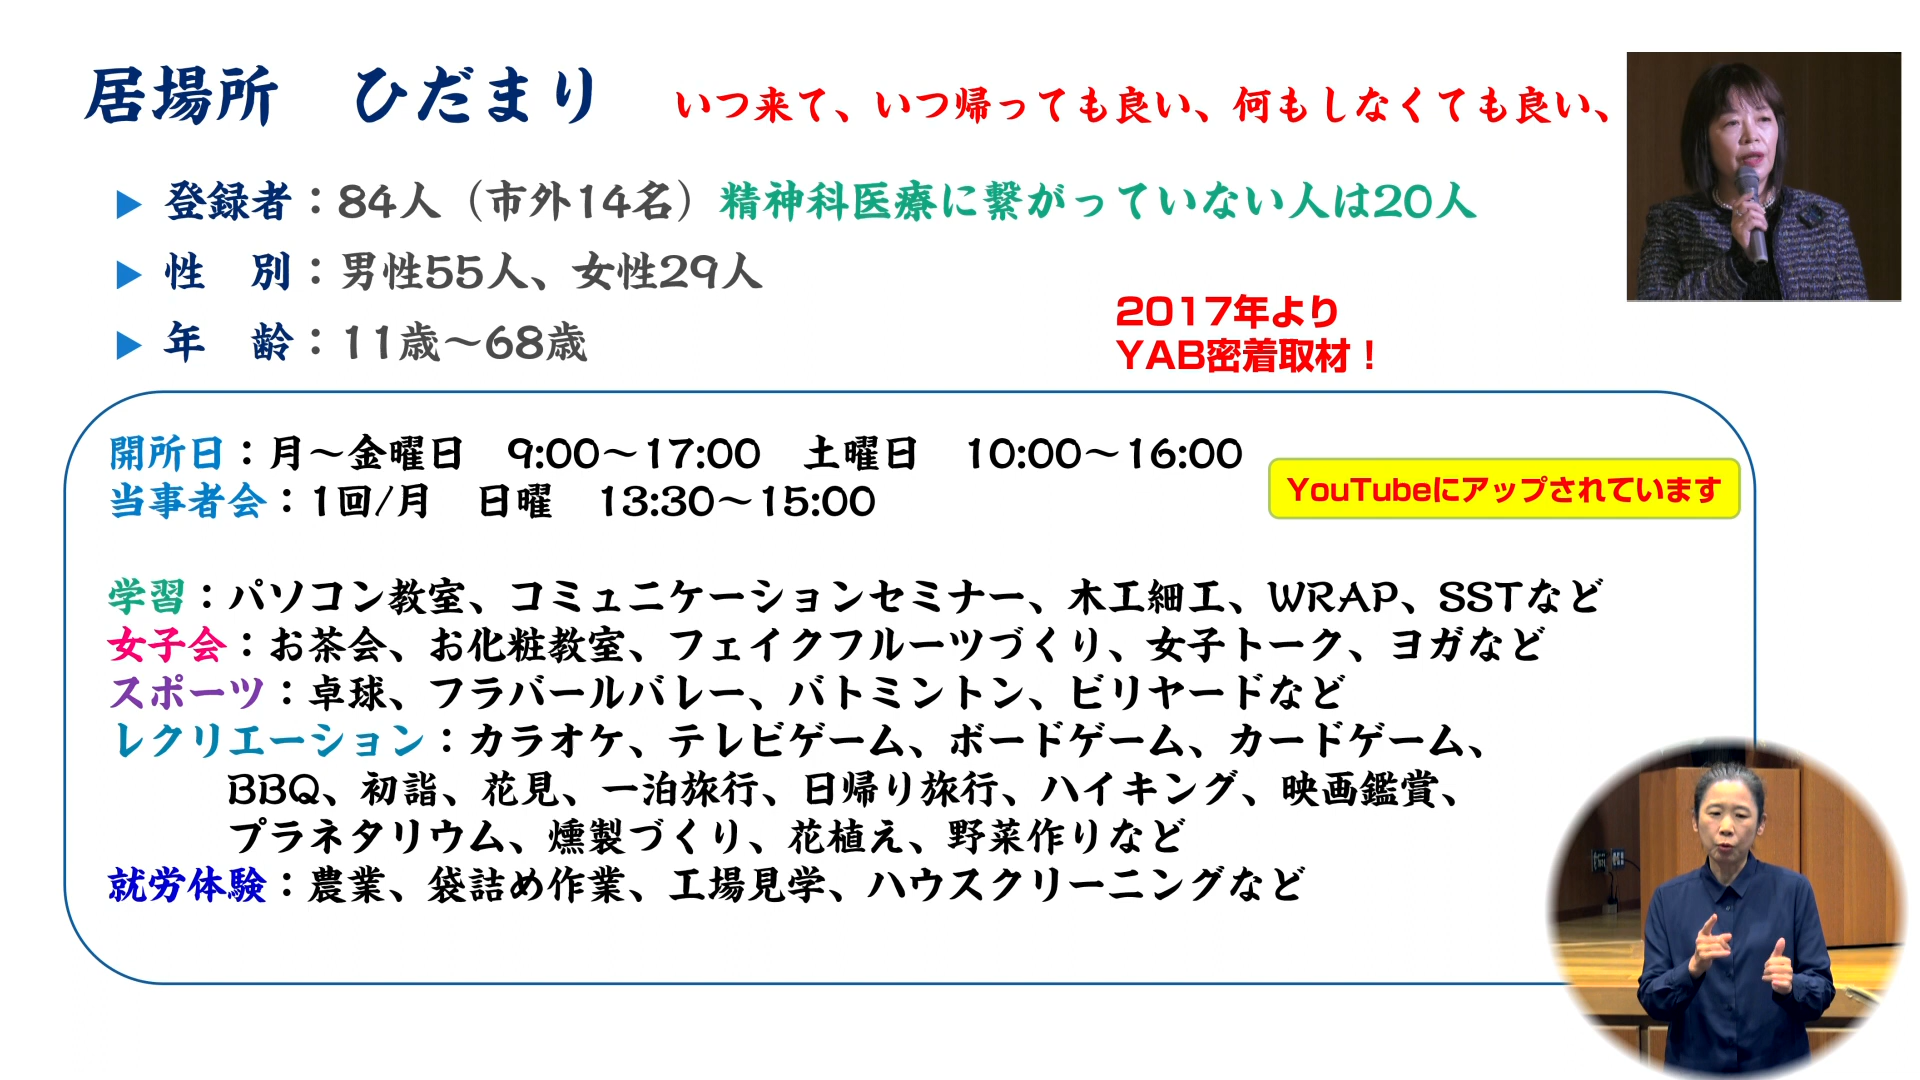 居場所　ひだまり　いつ来て、いつ帰っても良い、何もしなくても良い、
▶ 登録者：84人（市外14名）精神科医療に繋がっていない人は20人
▶ 性　別：男性55人、女性29人
▶ 年　齢：11歳～68歳
2017年より
YAB密着取材！
開所日：月～金曜日　9:00～17:00　土曜日　10:00～16:00
当事者会：1回/月　日曜　13:30～15:00
YouTubeにアップされています
学習：パソコン教室、コミュニケーションセミナー、木工細工、WRAP、SSTなど
女子会：お茶会、お化粧教室、フェイクフルーツづくり、女子トーク、ヨガなど
スポーツ：卓球、フラバールバレー、バトミントン、ビリヤードなど
レクリエーション：カラオケ、テレビゲーム、ボードゲーム、カードゲーム、
BBQ、初詣、花見、一泊旅行、日帰り旅行、ハイキング、映画鑑賞、
プラネタリウム、燻製づくり、花植え、野菜作りなど
就労体験：農業、袋詰め作業、工場見学、ハウスクリーニングなど